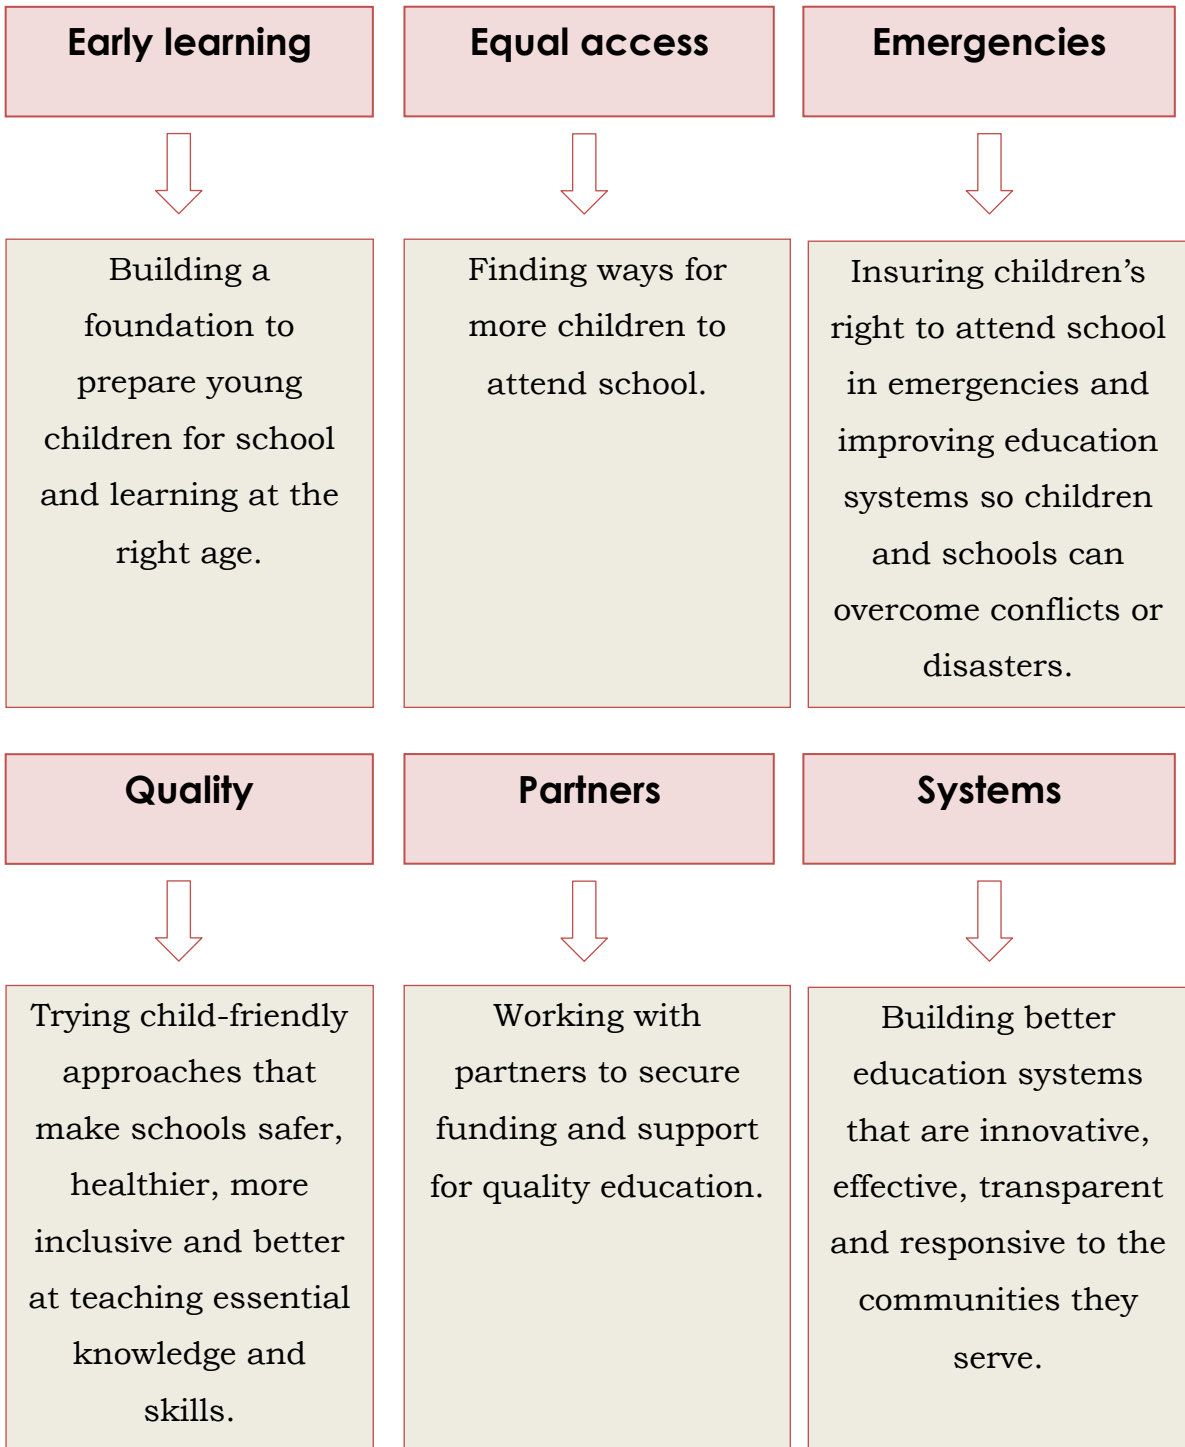 Early learning
Equal access
Emergencies
Building a
foundation to
prepare young
children for school
and learning at the
right age.
Finding ways for
more children to
attend school.
Insuring children’s
right to attend school
in emergencies and
improving education
systems so children
and schools can
overcome conflicts or
disasters.
Quality
Partners
Systems
Trying child-friendly
approaches that
make schools safer,
healthier, more
inclusive and better
at teaching essential
knowledge and
skills.
Working with
partners to secure
funding and support
for quality education.
Building better
education systems
that are innovative,
effective, transparent
and responsive to the
communities they
serve.